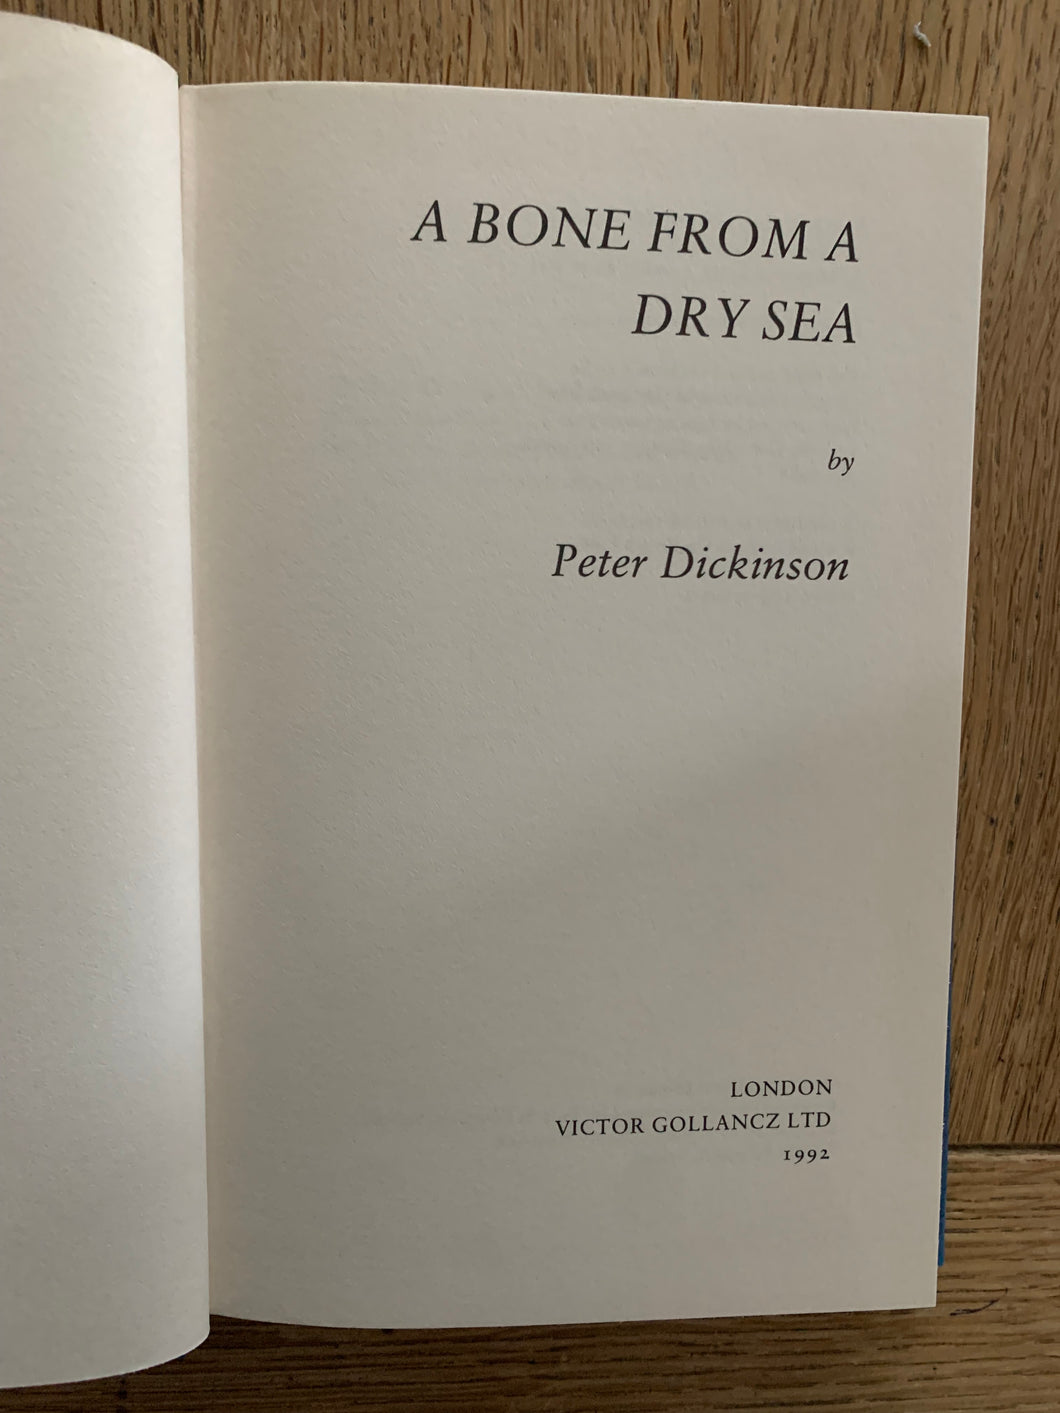 A BONE FROM A
DRY SEA
by
Peter Dickinson
LONDON
VICTOR GOLLANCZ LTD
1992